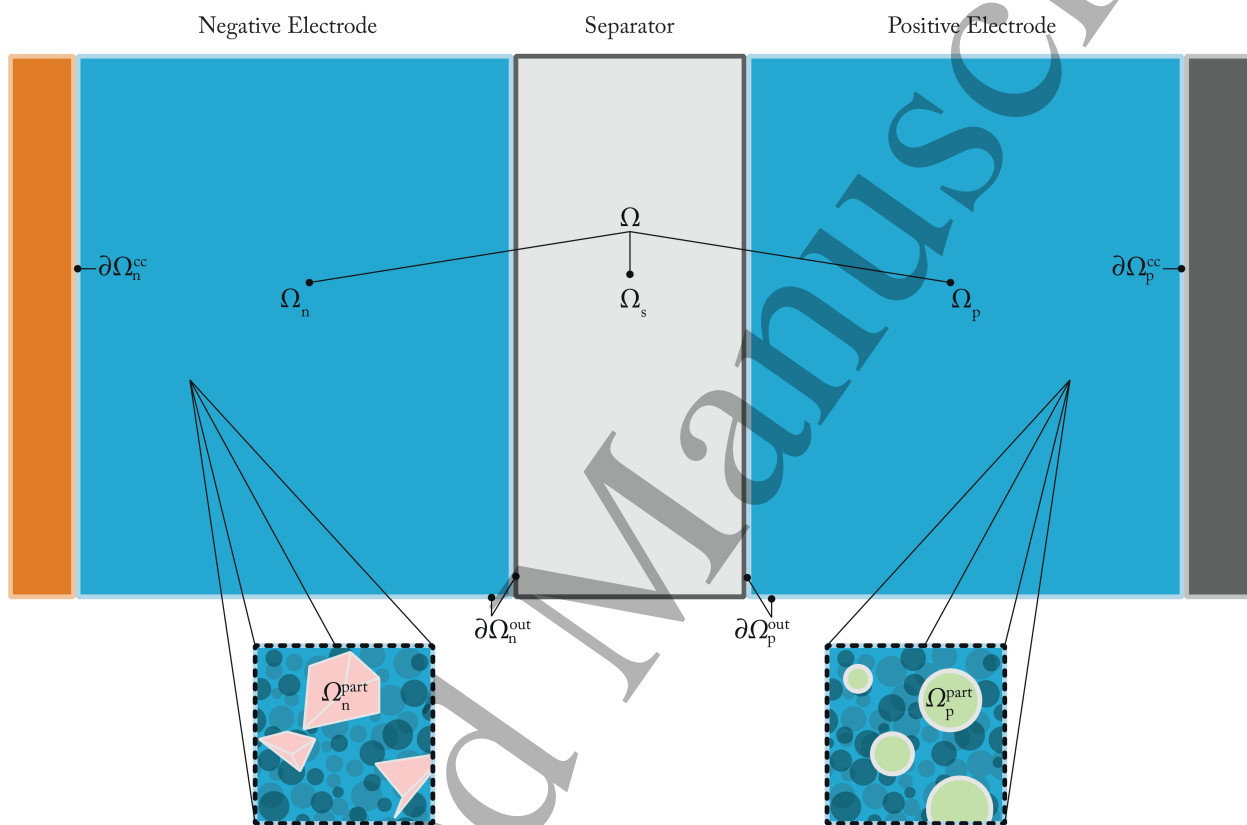 Negative Electrode
Separator
Positive Electrode
Ω
∂Ω_n^cc
∂Ω_p^cc
Ω_n
Ω_s
Ω_p
∂Ω_n^out
∂Ω_p^out
Ω_n^part
Ω_p^part
d Manusc